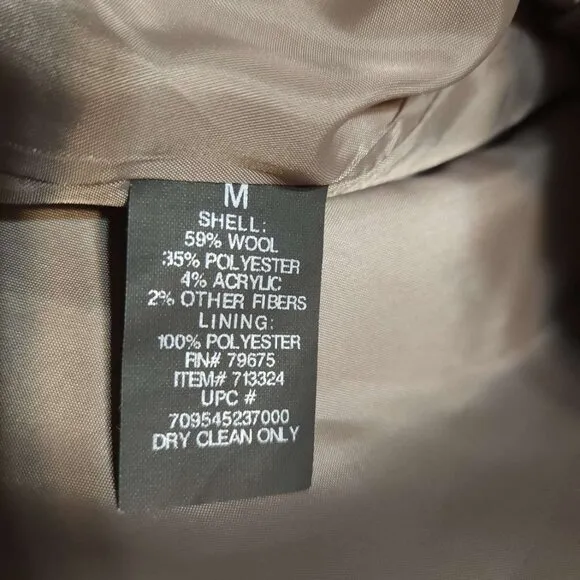 M
SHELL:
59% WOOL
35% POLYESTER
4% ACRYLIC
2% OTHER FIBERS
LINING:
100% POLYESTER
RN# 79675
ITEM# 713324
UPC #
709545237000
DRY CLEAN ONLY